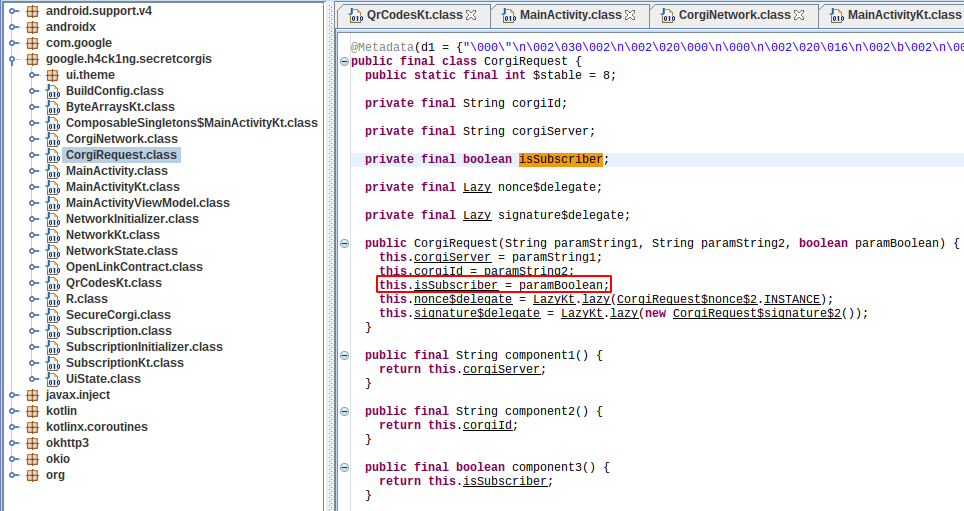 android.support.v4
androidx
com.google
google.h4ck1ng.secretcorgis
ui.theme
BuildConfig.class
ByteArraysKt.class
ComposableSingletons$MainActivityKt.class
CorgiNetwork.class
CorgiRequest.class
MainActivity.class
MainActivityKt.class
MainActivityViewModel.class
NetworkInitializer.class
NetworkKt.class
NetworkState.class
OpenLinkContract.class
QrCodesKt.class
R.class
SecureCorgi.class
Subscription.class
SubscriptionInitializer.class
SubscriptionKt.class
UiState.class
javax.inject
kotlin
kotlinx.coroutines
okhttp3
okio
org
QrCodesKt.class MainActivity.class CorgiNetwork.class MainActivityKt.class
@Metadata(d1 = {"\000\"\n\002\030\002\n\002\020\000\n\000\n\002\020\016\n\002\b\002\n\00
public final class CorgiRequest {
public static final int $stable = 8;
private final String corgiId;
private final String corgiServer;
private final boolean isSubscriber;
private final Lazy nonce$delegate;
private final Lazy signature$delegate;
public CorgiRequest(String paramString1, String paramString2, boolean paramBoolean) {
this.corgiServer = paramString1;
this.corgiId = paramString2;
this.isSubscriber = paramBoolean;
this.nonce$delegate = LazyKt.lazy(CorgiRequest$nonce$2.INSTANCE);
this.signature$delegate = LazyKt.lazy(new CorgiRequest$signature$2());
}
public final String component1() {
return this.corgiServer;
}
public final String component2() {
return this.corgiId;
}
public final boolean component3() {
return this.isSubscriber;
}